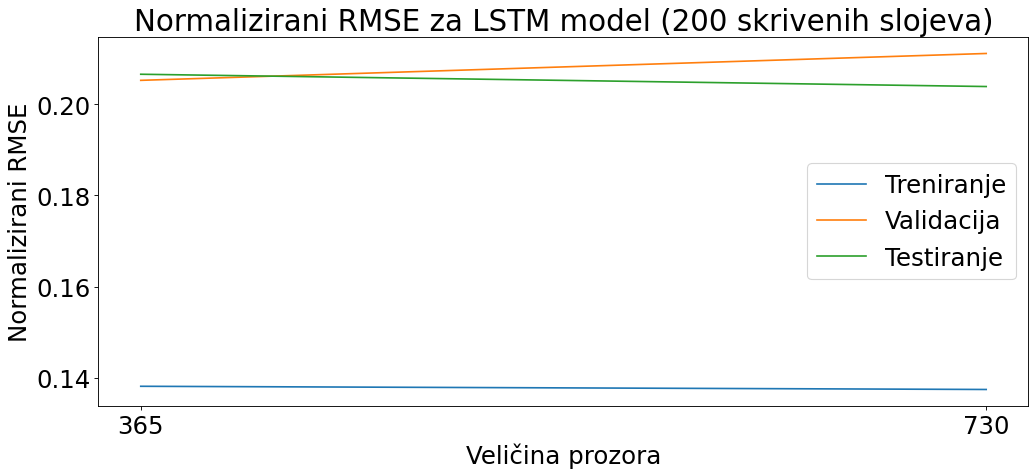 Normalizirani RMSE za LSTM model (200 skrivenih slojeva)
Normalizirani RMSE
0.20
0.18
0.16
0.14
Treniranje
Validacija
Testiranje
365
730
Veličina prozora